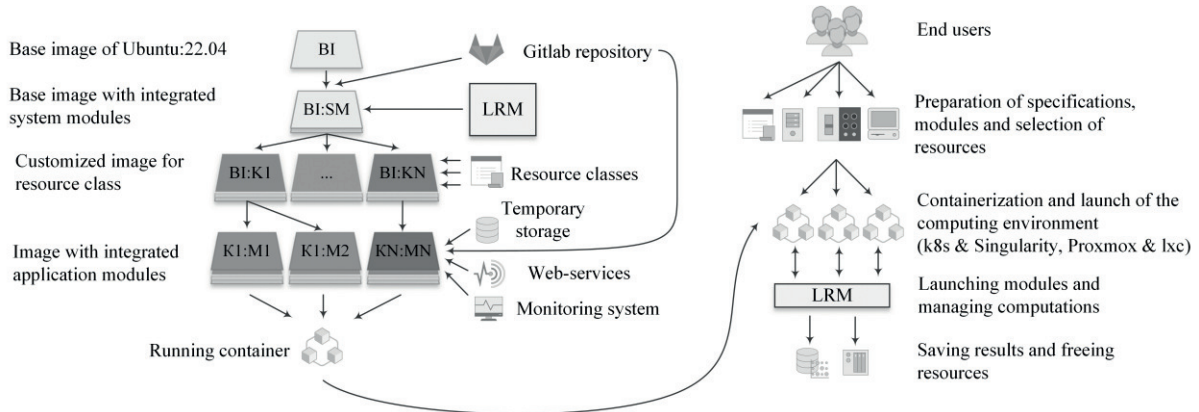 Base image of Ubuntu:22.04
BI
Gitlab repository
Base image with integrated
system modules
BI:SM
LRM
Customized image for
resource class
BI:K1
...
BI:KN
Resource classes
Temporary
storage
Image with integrated
application modules
K1:M1
K1:M2
KN:MN
Web-services
Monitoring system
Running container
End users
Preparation of specifications,
modules and selection of
resources
Containerization and launch of the
computing environment
(k8s & Singularity, Proxmox & lxc)
LRM
Launching modules and
managing computations
Saving results and freeing
resources